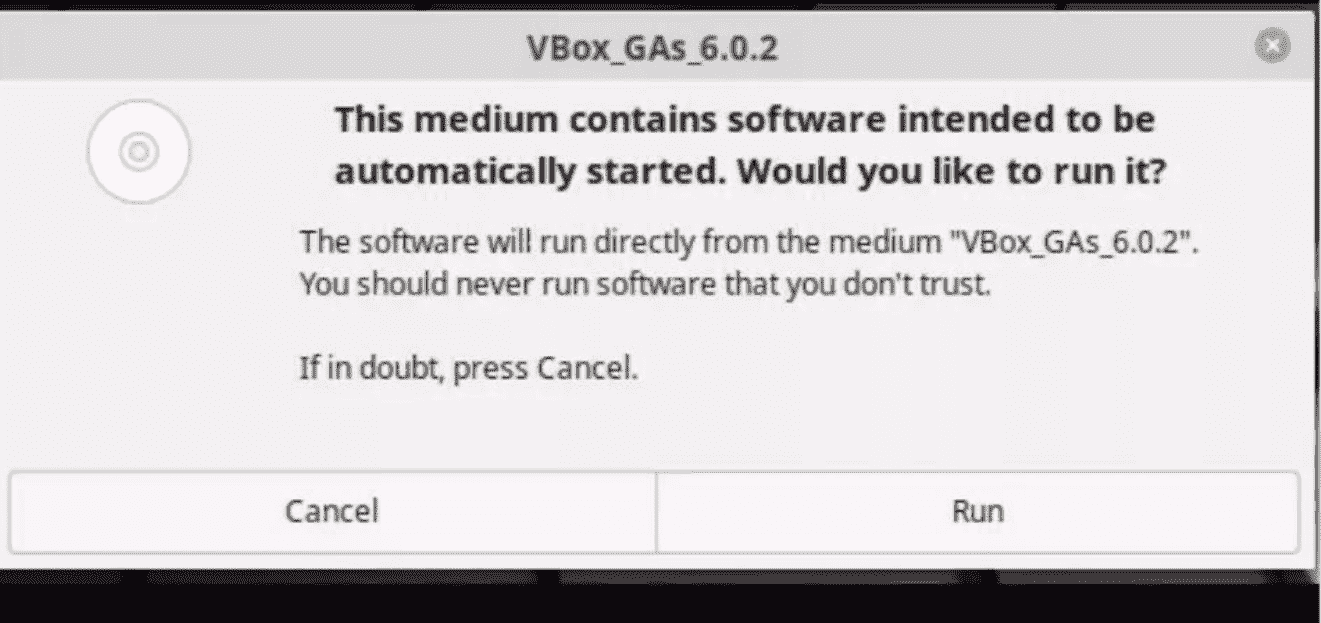 VBox_GAs_6.0.2
This medium contains software intended to be
automatically started. Would you like to run it?
The software will run directly from the medium "VBox_GAs_6.0.2".
You should never run software that you don't trust.
If in doubt, press Cancel.
Cancel
Run